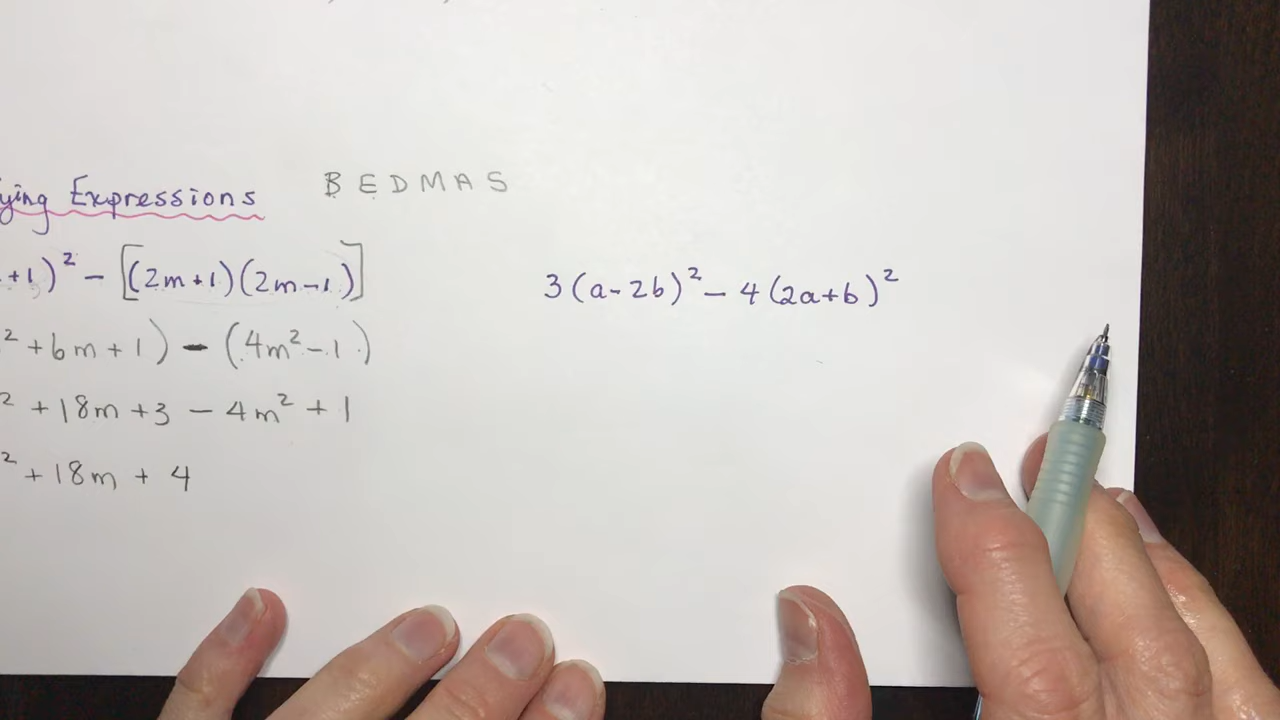 ying Expressions
B E D M A S
+1)² – [(2m+1)(2m–1)]
² + 6m + 1) – (4m² – 1)
² + 18m + 3 – 4m² + 1
² + 18m + 4
3(a – 2b)² – 4(2a+b)²